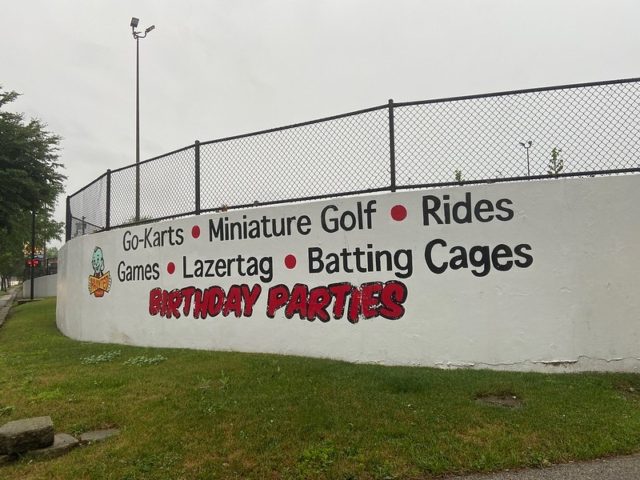 Go-Karts • Miniature Golf • Rides
Games • Lazertag • Batting Cages
BIRTHDAY PARTIES